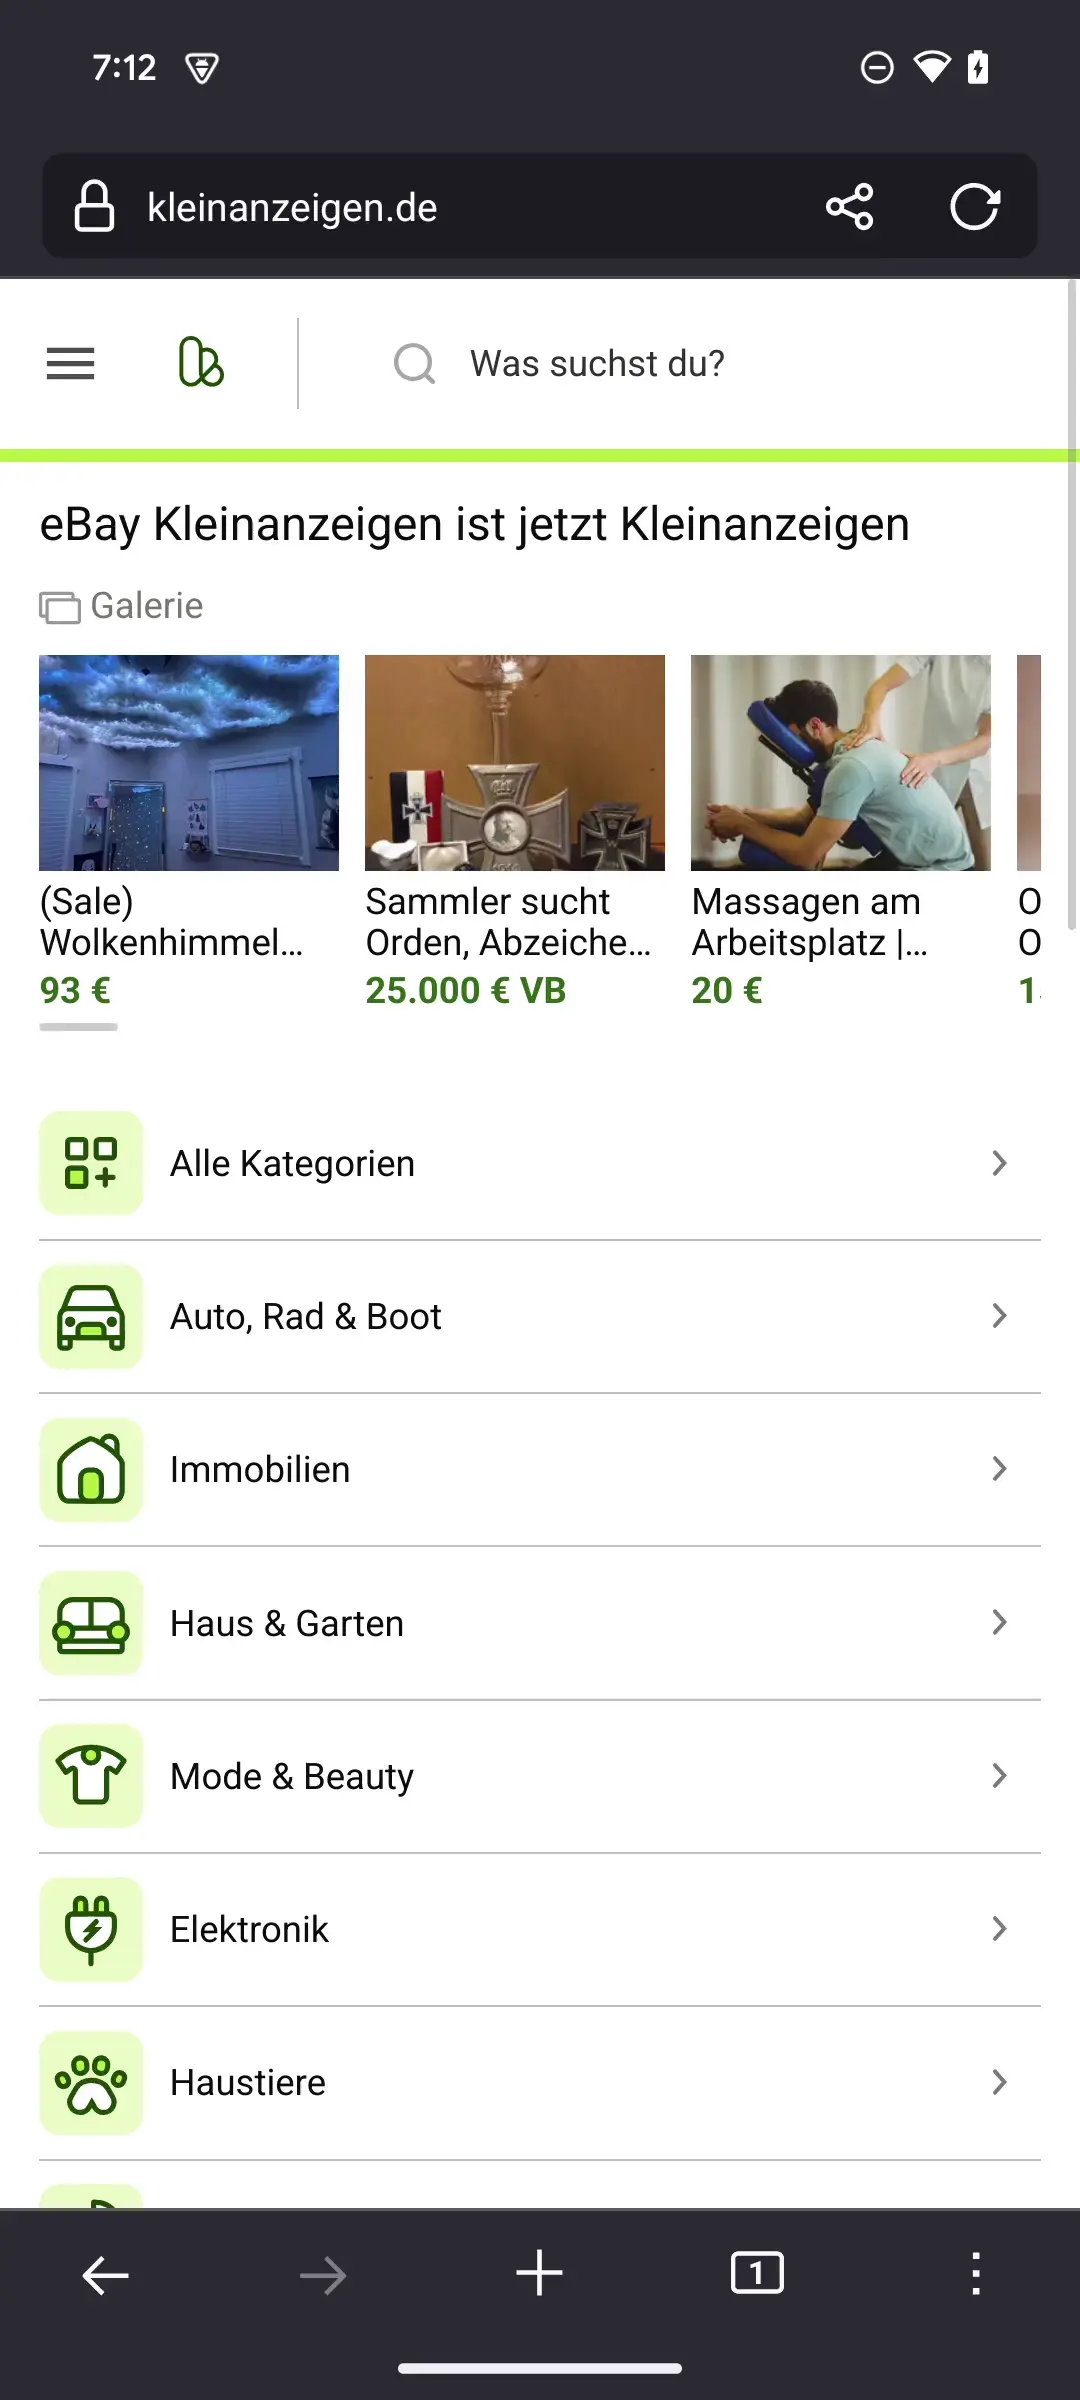 7:12
kleinanzeigen.de
Was suchst du?
eBay Kleinanzeigen ist jetzt Kleinanzeigen
Galerie
(Sale)
Wolkenhimmel...
93 €
Sammler sucht
Orden, Abzeiche...
25.000 € VB
Massagen am
Arbeitsplatz |...
20 €
Alle Kategorien
Auto, Rad & Boot
Immobilien
Haus & Garten
Mode & Beauty
Elektronik
Haustiere
1